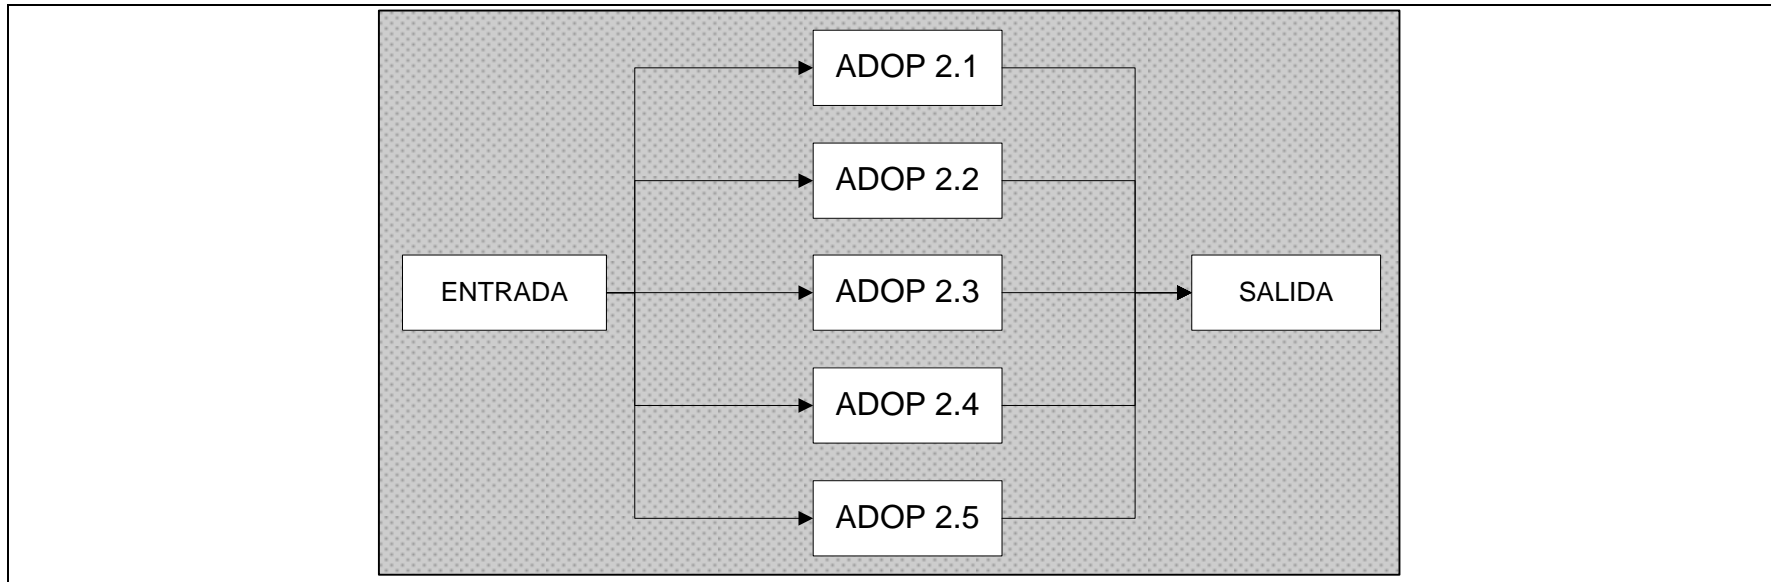 ADOP 2.1
ADOP 2.2
ENTRADA
ADOP 2.3
SALIDA
ADOP 2.4
ADOP 2.5